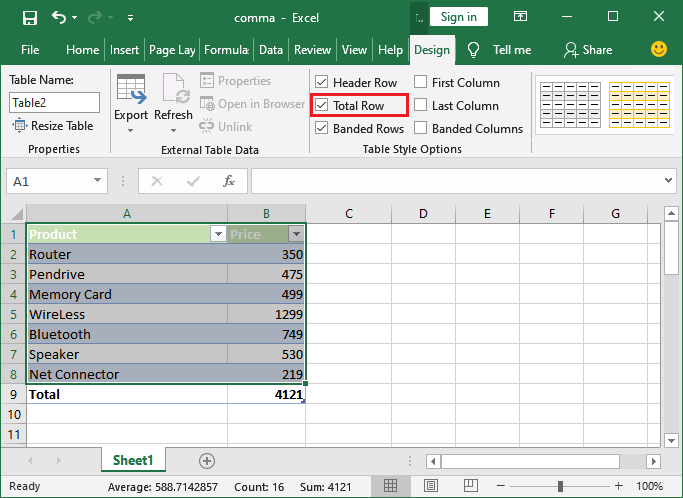 comma - Excel
Sign in
File Home Insert Page Lay Formula: Data Review View Help Design Tell me Share
Table Name:
Table2
Resize Table
Properties
Export
Refresh
Properties
Open in Browser
Unlink
External Table Data
Header Row
First Column
Total Row
Last Column
Banded Rows
Banded Columns
Table Style Options
A1
fx
A B C D E F G
1 Product Price
2 Router 350
3 Pendrive 475
4 Memory Card 499
5 WireLess 1299
6 Bluetooth 749
7 Speaker 530
8 Net Connector 219
9 Total 4121
10
11
Sheet1
Ready Average: 588.7142857 Count: 16 Sum: 4121 100%